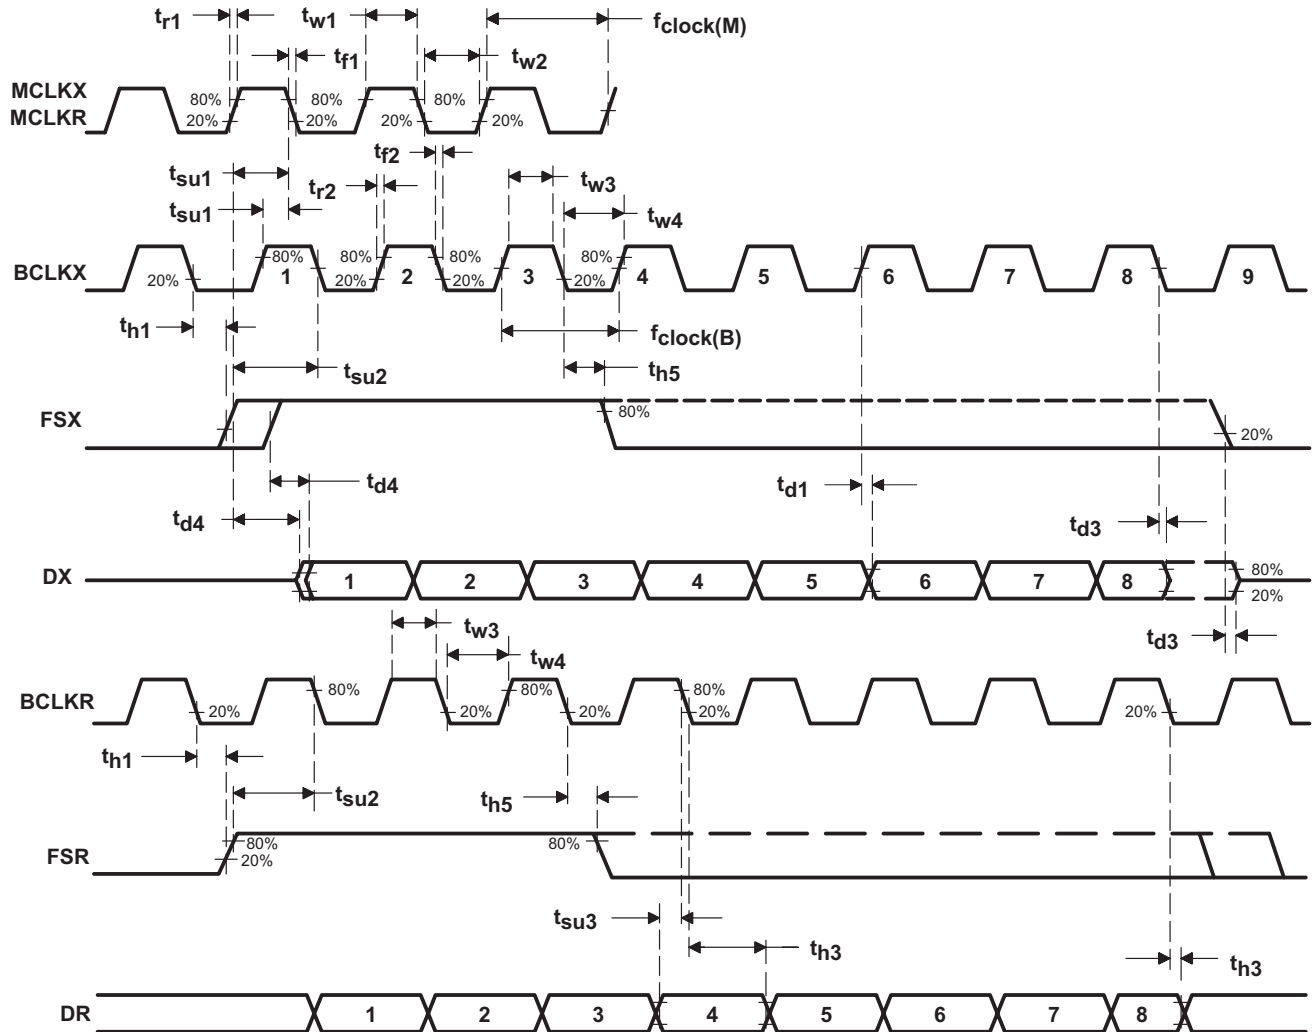 tr1 tw1 fclock(M)
tf1 tw2
MCLKX 80% 80% 80%
MCLKR 20% 20% 20% 20%
tf2
tsu1 tr2 tw3
tsu1 tw4
80% 80% 80% 80%
BCLKX 20% 1 20% 2 20% 3 20% 4 5 6 7 8 9
th1 fclock(B)
tsu2 th5
FSX 80% 20%
td4 td1
td4 td3
DX 1 2 3 4 5 6 7 8 80%
20%
tw3 td3
tw4
BCLKR 80% 80% 80%
20% 20% 20% 20% 20%
th1
tsu2 th5
FSR 80% 80%
20%
tsu3 th3 th3
DR 1 2 3 4 5 6 7 8